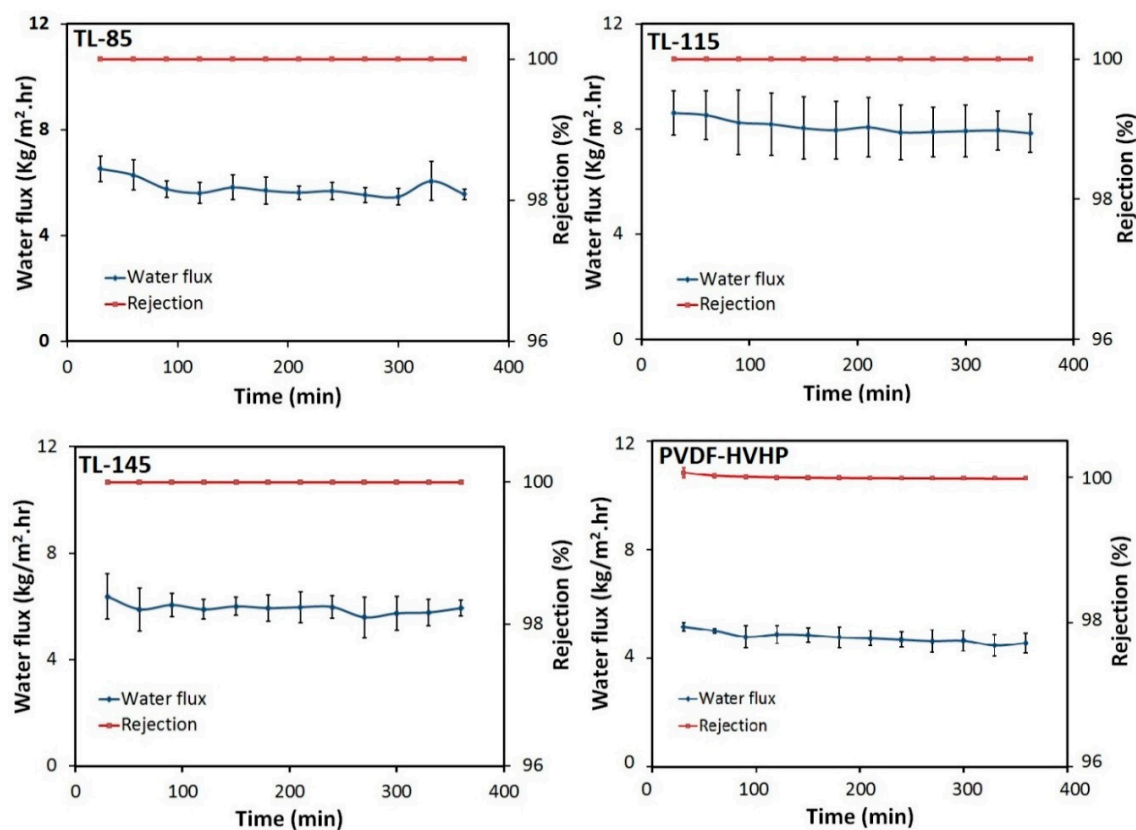 TL-85
12
8
4
0
Water flux (Kg/m².hr)
100
98
96
Rejection (%)
Water flux
Rejection
0 100 200 300 400
Time (min)
TL-115
12
8
4
0
Water flux (Kg/m².hr)
100
98
96
Rejection (%)
Water flux
Rejection
0 100 200 300 400
Time (min)
TL-145
12
8
4
0
Water flux (kg/m².hr)
100
98
96
Rejection (%)
Water flux
Rejection
0 100 200 300 400
Time (min)
PVDF-HVHP
12
8
4
0
Water flux (kg/m².hr)
100
98
96
Rejection (%)
Water flux
Rejection
0 100 200 300 400
Time (min)